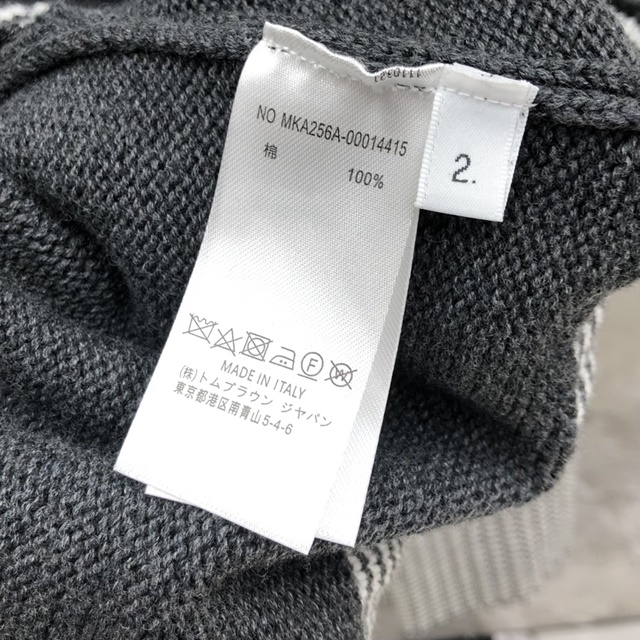 NO MKA256A-00014415
棉 100%
2.
MADE IN ITALY
(株)トムブラウン ジャパン
東京都港区南青山5-4-6